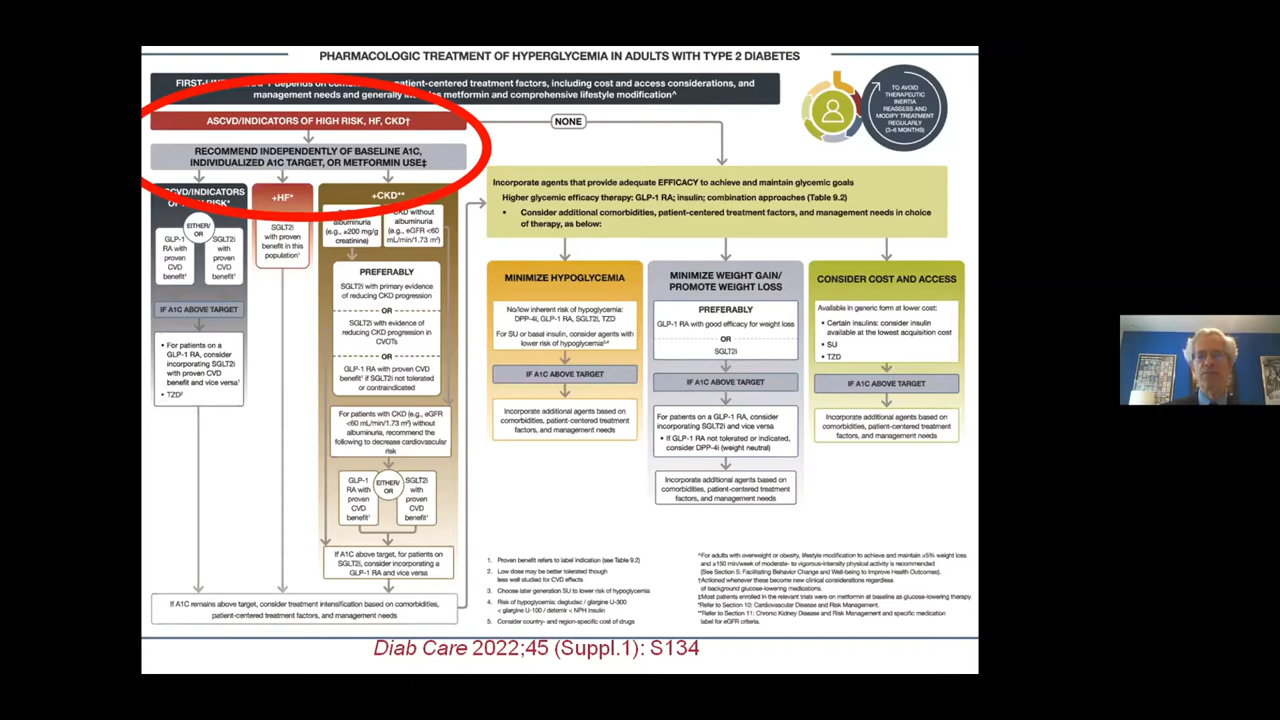 PHARMACOLOGIC TREATMENT OF HYPERGLYCEMIA IN ADULTS WITH TYPE 2 DIABETES
FIRST-LINE depends on patient-centered treatment factors, including cost and access considerations, and
management needs and generally metformin and comprehensive lifestyle modification^
TO AVOID
THERAPEUTIC
INERTIA
REASSESS AND
MODIFY TREATMENT
REGULARLY
(3-6 MONTHS)
ASCVD/INDICATORS OF HIGH RISK, HF, CKD†
NONE
RECOMMEND INDEPENDENTLY OF BASELINE A1C,
INDIVIDUALIZED A1C TARGET, OR METFORMIN USE‡
ASCVD/INDICATORS
RISK*
EITHER/
OR
GLP-1
RA with
proven
CVD
benefit¹
SGLT2i
with
proven
CVD
benefit¹
IF A1C ABOVE TARGET
• For patients on a
GLP-1 RA, consider
incorporating SGLT2i
with proven CVD
benefit and vice versa¹
• TZD²
+HF*
SGLT2i
with proven
benefit in this
population¹
+CKD**
albuminuria
(e.g., ≥200 mg/g
creatinine)
CKD without
albuminuria
(e.g., eGFR <60
mL/min/1.73 m²)
PREFERABLY
SGLT2i with primary evidence
of reducing CKD progression
OR
SGLT2i with evidence of
reducing CKD progression in
CVOTs
OR
GLP-1 RA with proven CVD
benefit¹ if SGLT2i not tolerated
or contraindicated
For patients with CKD (e.g., eGFR
<60 mL/min/1.73 m²) without
albuminuria, recommend the
following to decrease cardiovascular
risk
EITHER/
OR
GLP-1
RA with
proven
CVD
benefit¹
SGLT2i
with
proven
CVD
benefit¹
If A1C above target, for patients on
SGLT2i, consider incorporating a
GLP-1 RA and vice versa
If A1C remains above target, consider treatment intensification based on comorbidities,
patient-centered treatment factors, and management needs
Incorporate agents that provide adequate EFFICACY to achieve and maintain glycemic goals
Higher glycemic efficacy therapy: GLP-1 RA; insulin; combination approaches (Table 9.2)
• Consider additional comorbidities, patient-centered treatment factors, and management needs in choice
of therapy, as below:
MINIMIZE HYPOGLYCEMIA
No/low inherent risk of hypoglycemia:
DPP-4i, GLP-1 RA, SGLT2i, TZD
For SU or basal insulin, consider agents with
lower risk of hypoglycemia³,⁴
IF A1C ABOVE TARGET
Incorporate additional agents based on
comorbidities, patient-centered treatment
factors, and management needs
MINIMIZE WEIGHT GAIN/
PROMOTE WEIGHT LOSS
PREFERABLY
GLP-1 RA with good efficacy for weight loss
OR
SGLT2i
IF A1C ABOVE TARGET
For patients on a GLP-1 RA, consider
incorporating SGLT2i and vice versa
• If GLP-1 RA not tolerated or indicated,
consider DPP-4i (weight neutral)
Incorporate additional agents based on
comorbidities, patient-centered treatment
factors, and management needs
CONSIDER COST AND ACCESS
Available in generic form at lower cost:
• Certain insulins: consider insulin
available at the lowest acquisition cost
• SU
• TZD
IF A1C ABOVE TARGET
Incorporate additional agents based on
comorbidities, patient-centered treatment
factors, and management needs
1. Proven benefit refers to label indication (see Table 9.2)
2. Low dose may be better tolerated though
less well studied for CVD effects
3. Choose later generation SU to lower risk of hypoglycemia
4. Risk of hypoglycemia: degludec / glargine U-300
< glargine U-100 / detemir < NPH insulin
5. Consider country- and region-specific cost of drugs
^For adults with overweight or obesity, lifestyle modification to achieve and maintain ≥5% weight loss
and ≥150 min/week of moderate- to vigorous-intensity physical activity is recommended
(See Section 5: Facilitating Behavior Change and Well-being to Improve Health Outcomes).
†Actioned whenever these become new clinical considerations regardless
of background glucose-lowering medications.
‡Most patients enrolled in the relevant trials were on metformin at baseline as glucose-lowering therapy.
*Refer to Section 10: Cardiovascular Disease and Risk Management.
**Refer to Section 11: Chronic Kidney Disease and Risk Management and specific medication
label for eGFR criteria.
Diab Care 2022;45 (Suppl.1): S134